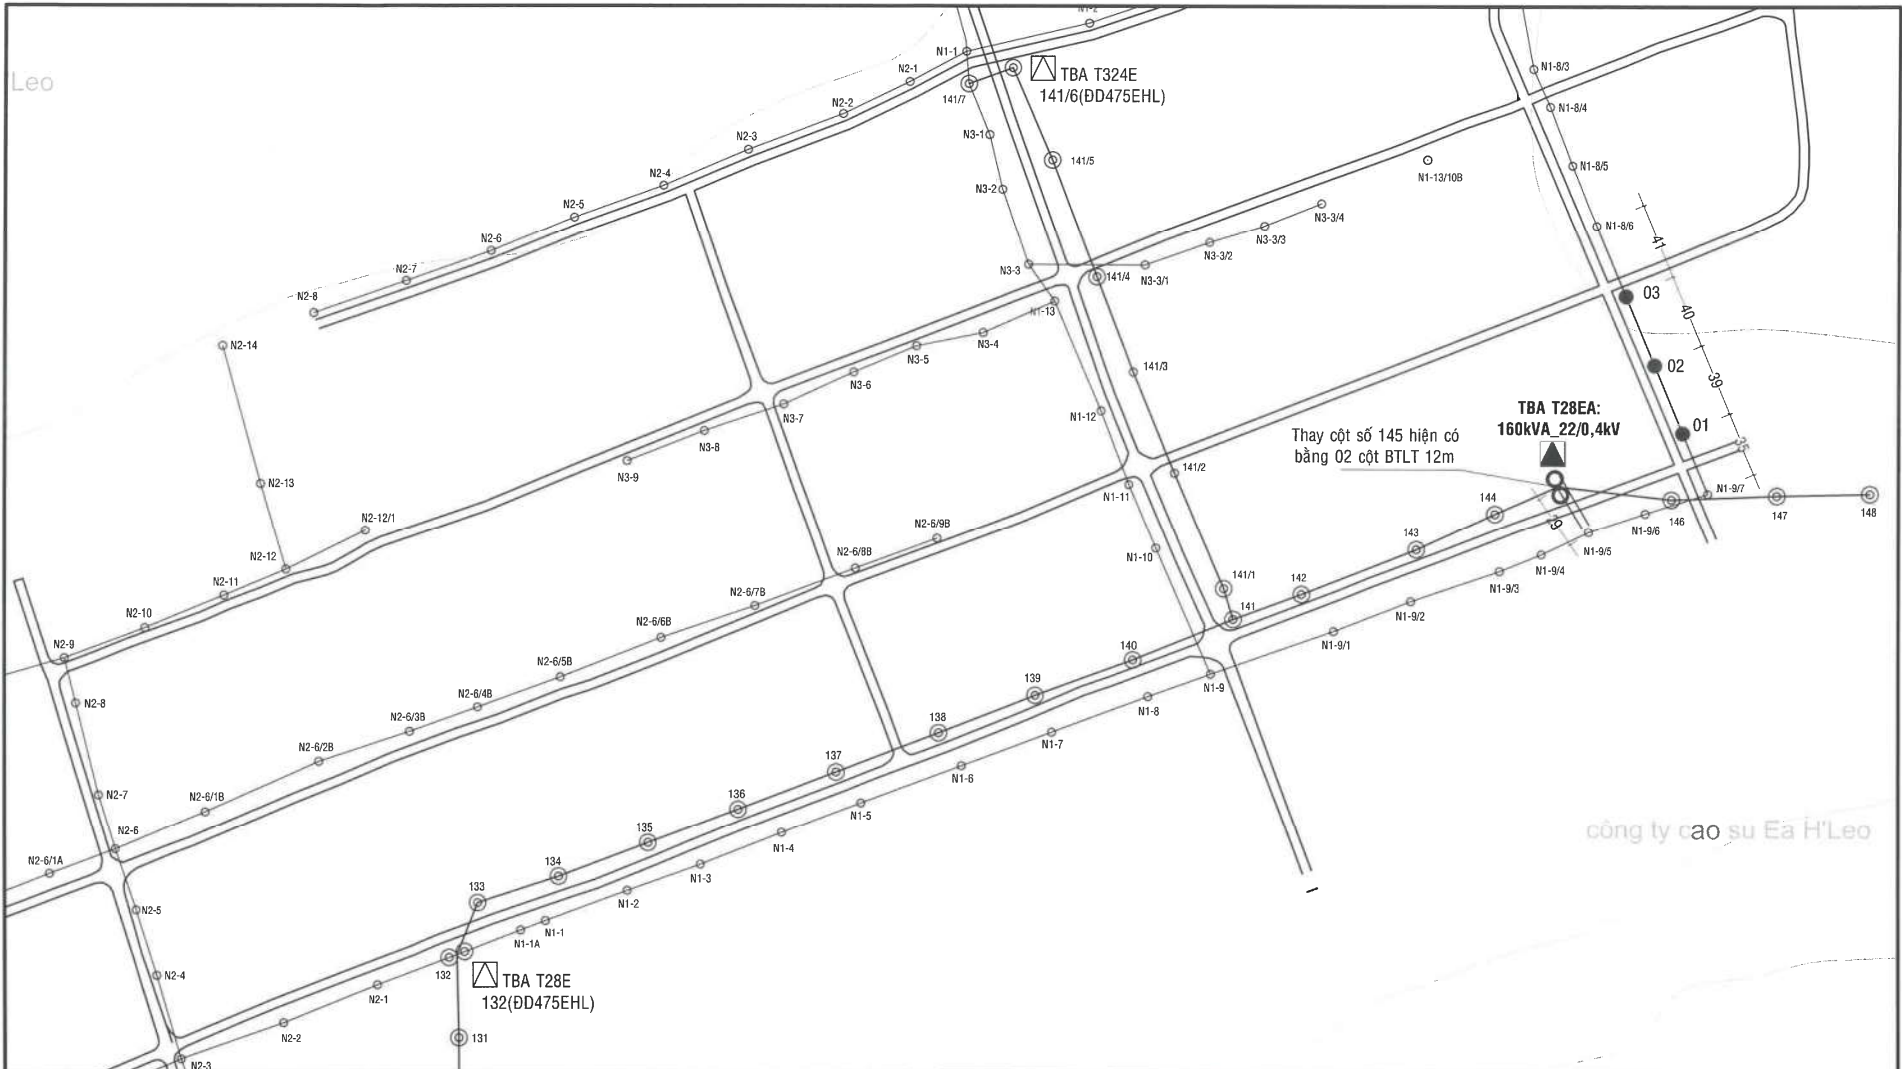 N1-2
N1-1
'Leo
N2-1
TBA T324E
141/6(ĐD475EHL)
141/7
N2-2
N3-1
N2-3
141/5
N2-4
N3-2
N2-5
N2-6
N2-7
N2-8
N2-14
N1-8/3
N1-8/4
N1-8/5
N1-13/10B
N3-3/4
N1-8/6
N3-3/3
N3-3/2
41
N3-3
141/4
N3-3/1
03
N1-13
40
N3-4
N3-5
N3-6
141/3
02
39
N3-7
N1-12
N3-8
N3-9
TBA T28EA:
160kVA_22/0,4kV
01
Thay cột số 145 hiện có
bằng 02 cột BTLT 12m
35
141/2
N2-13
N1-11
N1-9/7
144
146
147
148
N2-12/1
N2-6/9B
29
N1-9/6
143
N1-9/5
N2-12
N2-6/8B
N1-10
N1-9/4
N2-11
N2-6/7B
142
N1-9/3
141/1
N2-10
141
N1-9/2
N2-6/6B
N2-9
N1-9/1
N2-6/5B
140
N1-9
N2-8
N2-6/4B
139
N1-8
N2-6/3B
138
N1-7
N2-6/2B
137
N1-6
N2-7
N2-6/1B
136
N1-5
N2-6
135
N1-4
công ty cao su Ea H'Leo
N2-6/1A
134
N1-3
133
N1-2
N2-5
N1-1
N1-1A
132
N2-4
TBA T28E
132(ĐD475EHL)
N2-1
N2-2
131
N2-3